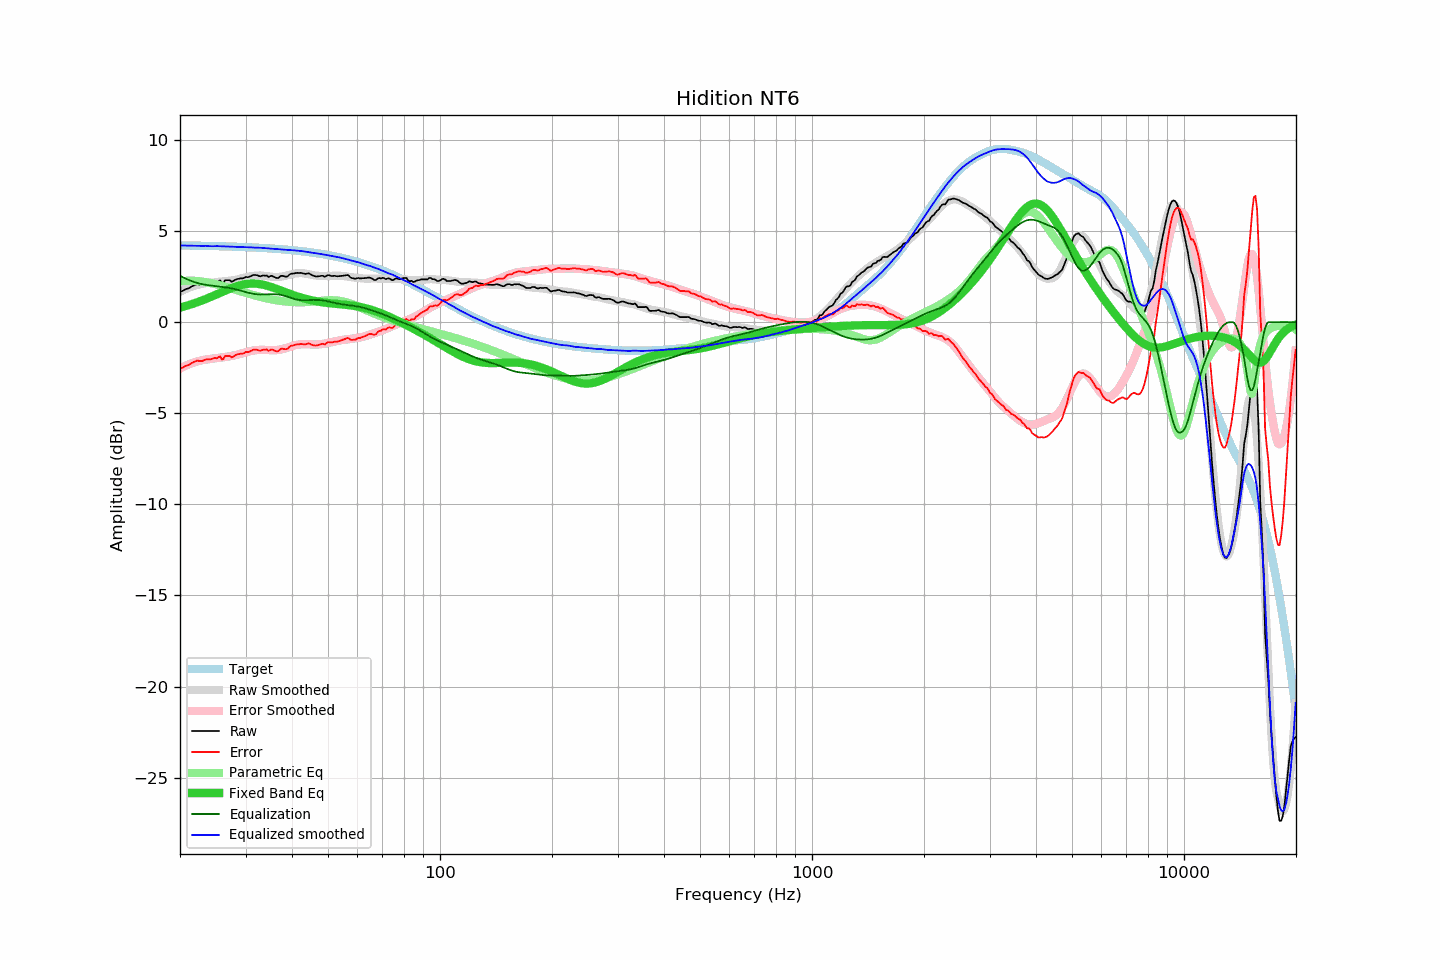 Hidition NT6
10
5
0
−5
−10
−15
−20
−25
Amplitude (dBr)
Target
Raw Smoothed
Error Smoothed
Raw
Error
Parametric Eq
Fixed Band Eq
Equalization
Equalized smoothed
100
1000
10000
Frequency (Hz)